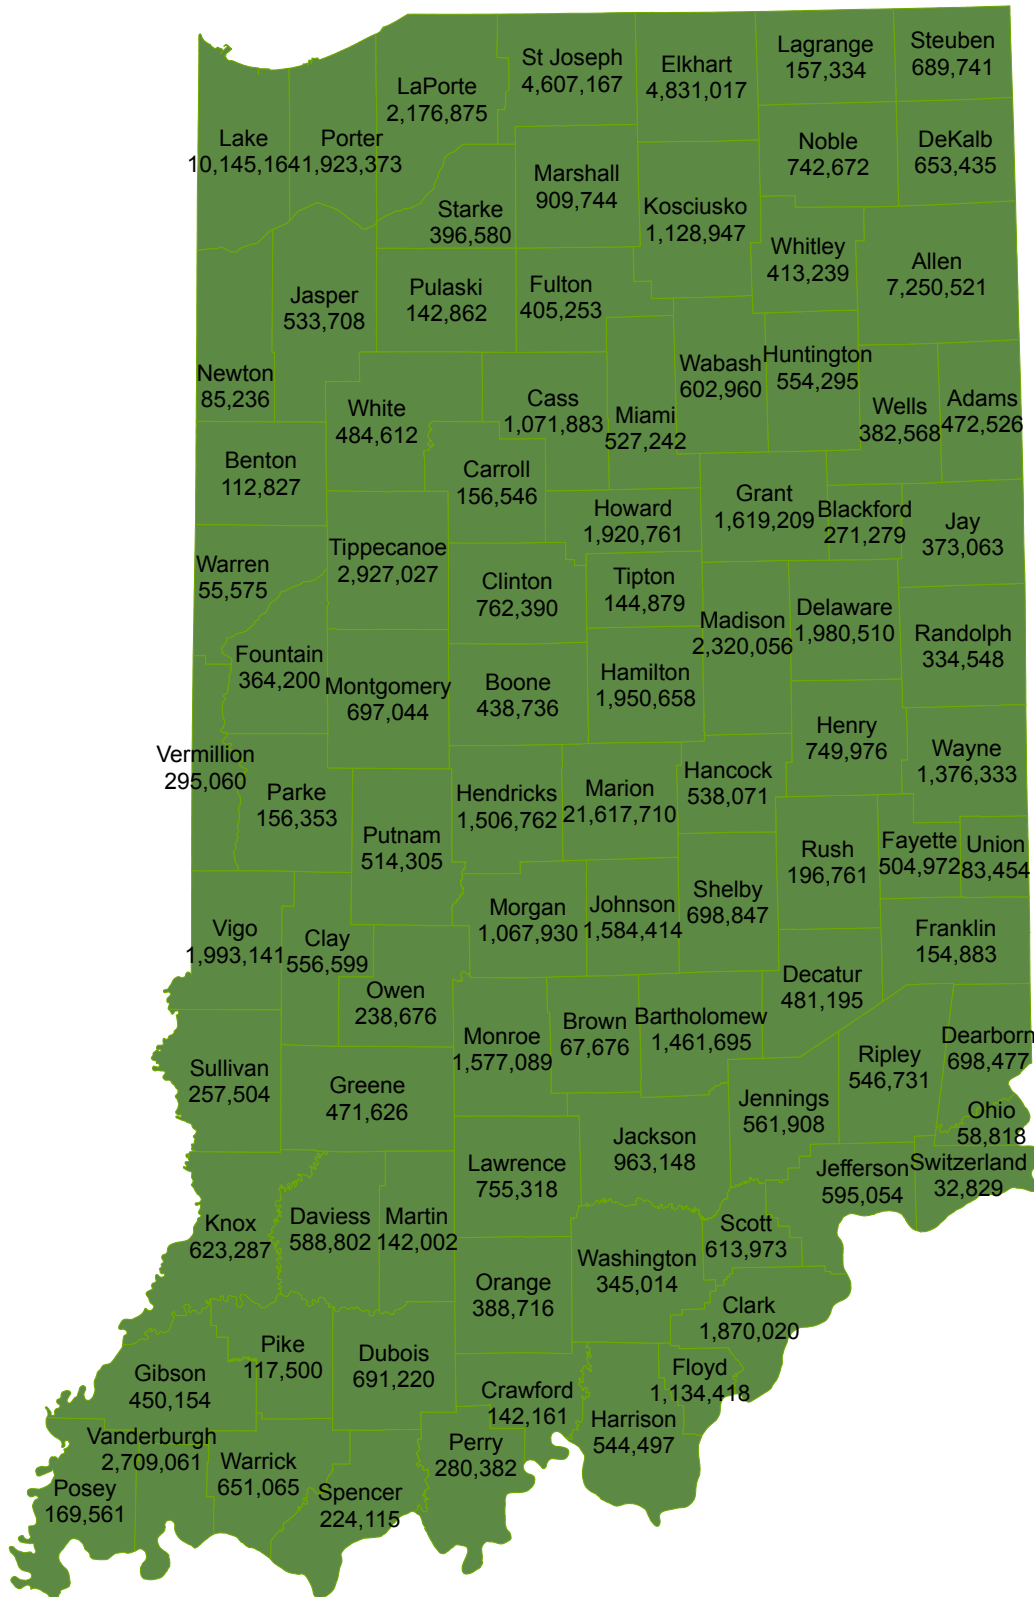 Lake
10,145,164
Porter
1,923,373
LaPorte
2,176,875
St Joseph
4,607,167
Elkhart
4,831,017
Lagrange
157,334
Steuben
689,741
Noble
742,672
DeKalb
653,435
Marshall
909,744
Starke
396,580
Kosciusko
1,128,947
Whitley
413,239
Allen
7,250,521
Jasper
533,708
Pulaski
142,862
Fulton
405,253
Newton
85,236
White
484,612
Cass
1,071,883
Miami
527,242
Wabash
602,960
Huntington
554,295
Wells
382,568
Adams
472,526
Benton
112,827
Carroll
156,546
Howard
1,920,761
Grant
1,619,209
Blackford
271,279
Jay
373,063
Warren
55,575
Tippecanoe
2,927,027
Clinton
762,390
Tipton
144,879
Madison
2,320,056
Delaware
1,980,510
Randolph
334,548
Fountain
364,200
Montgomery
697,044
Boone
438,736
Hamilton
1,950,658
Henry
749,976
Wayne
1,376,333
Vermillion
295,060
Parke
156,353
Putnam
514,305
Hendricks
1,506,762
Marion
21,617,710
Hancock
538,071
Rush
196,761
Fayette
504,972
Union
83,454
Vigo
1,993,141
Clay
556,599
Morgan
1,067,930
Johnson
1,584,414
Shelby
698,847
Franklin
154,883
Decatur
481,195
Owen
238,676
Monroe
1,577,089
Brown
67,676
Bartholomew
1,461,695
Sullivan
257,504
Greene
471,626
Jennings
561,908
Ripley
546,731
Dearborn
698,477
Ohio
58,818
Jackson
963,148
Lawrence
755,318
Jefferson
595,054
Switzerland
32,829
Knox
623,287
Daviess
588,802
Martin
142,002
Scott
613,973
Washington
345,014
Orange
388,716
Clark
1,870,020
Gibson
450,154
Pike
117,500
Dubois
691,220
Crawford
142,161
Floyd
1,134,418
Harrison
544,497
Perry
280,382
Vanderburgh
2,709,061
Warrick
651,065
Posey
169,561
Spencer
224,115